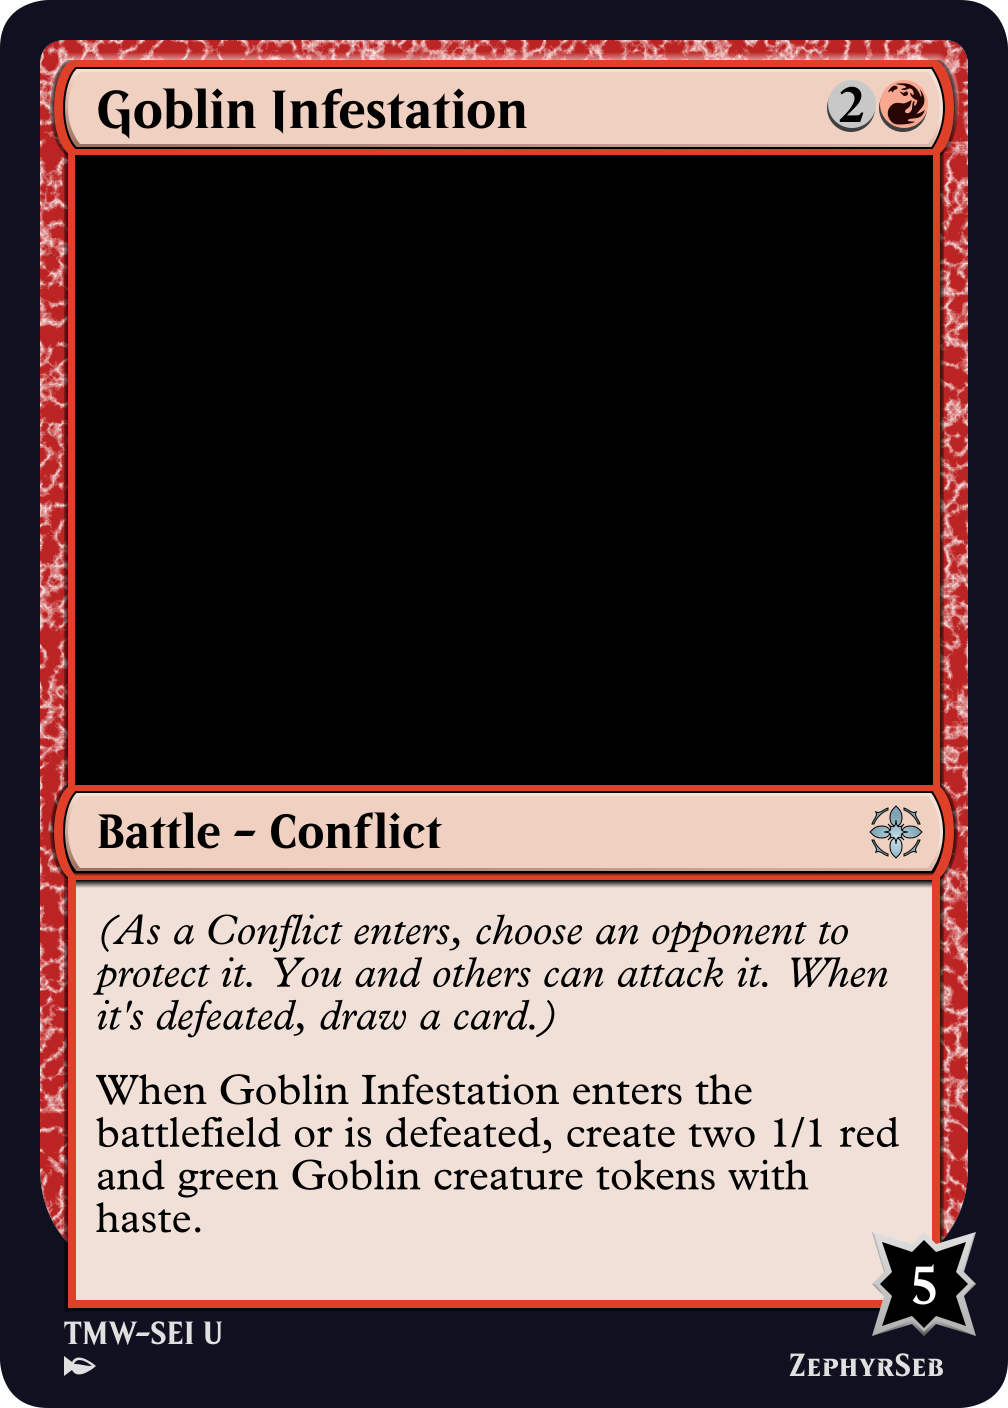 Goblin Infestation 2
Battle – Conflict
(As a Conflict enters, choose an opponent to
protect it. You and others can attack it. When
it's defeated, draw a card.)
When Goblin Infestation enters the
battlefield or is defeated, create two 1/1 red
and green Goblin creature tokens with
haste.
5
TMW–SEI U
ZephyrSeb